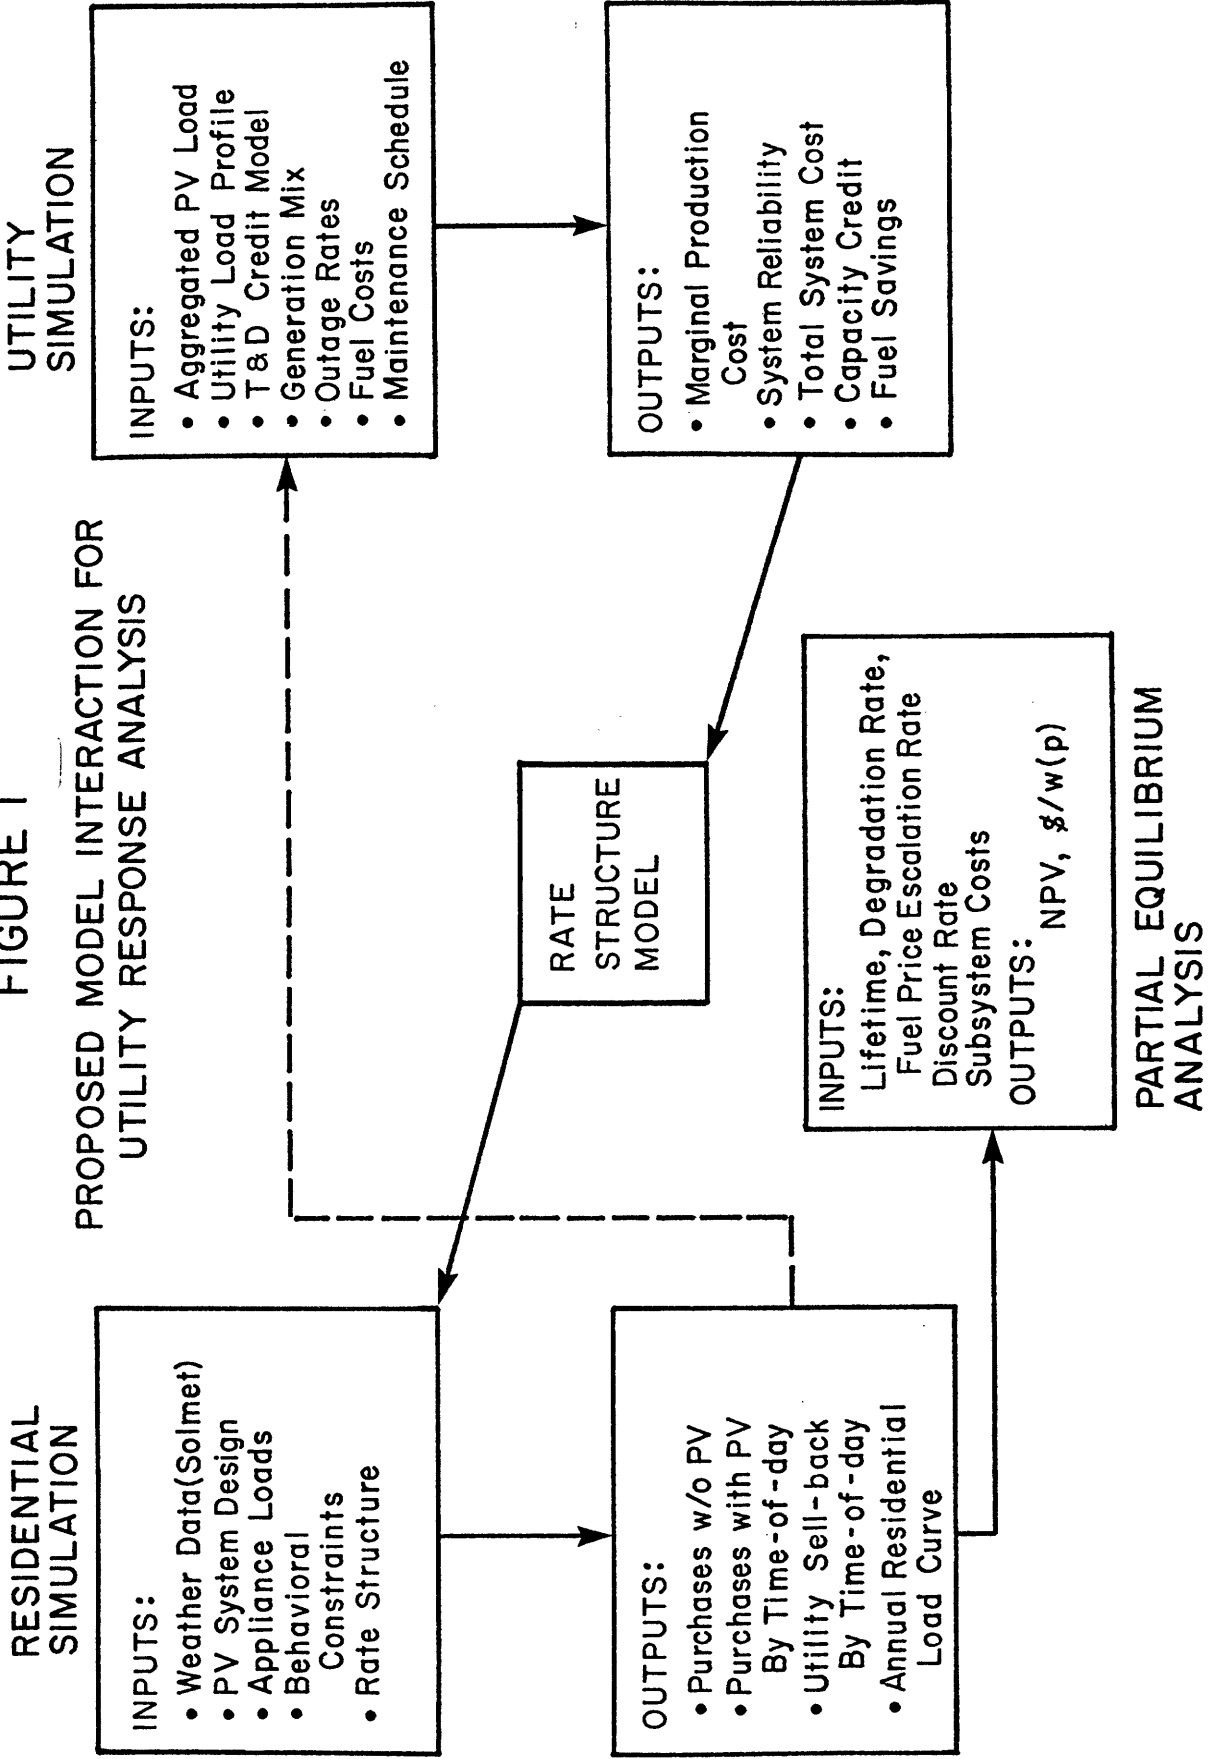 FIGURE 1
PROPOSED MODEL INTERACTION FOR
UTILITY RESPONSE ANALYSIS
RESIDENTIAL
SIMULATION
INPUTS:
• Weather Data(Solmet)
• PV System Design
• Appliance Loads
• Behavioral
Constraints
• Rate Structure
OUTPUTS:
• Purchases w/o PV
• Purchases with PV
By Time-of-day
• Utility Sell-back
By Time-of-day
• Annual Residential
Load Curve
RATE
STRUCTURE
MODEL
UTILITY
SIMULATION
INPUTS:
• Aggregated PV Load
• Utility Load Profile
• T&D Credit Model
• Generation Mix
• Outage Rates
• Fuel Costs
• Maintenance Schedule
OUTPUTS:
• Marginal Production
Cost
• System Reliability
• Total System Cost
• Capacity Credit
• Fuel Savings
INPUTS:
Lifetime, Degradation Rate,
Fuel Price Escalation Rate
Discount Rate
Subsystem Costs
OUTPUTS:
NPV, $/w(p)
PARTIAL EQUILIBRIUM
ANALYSIS